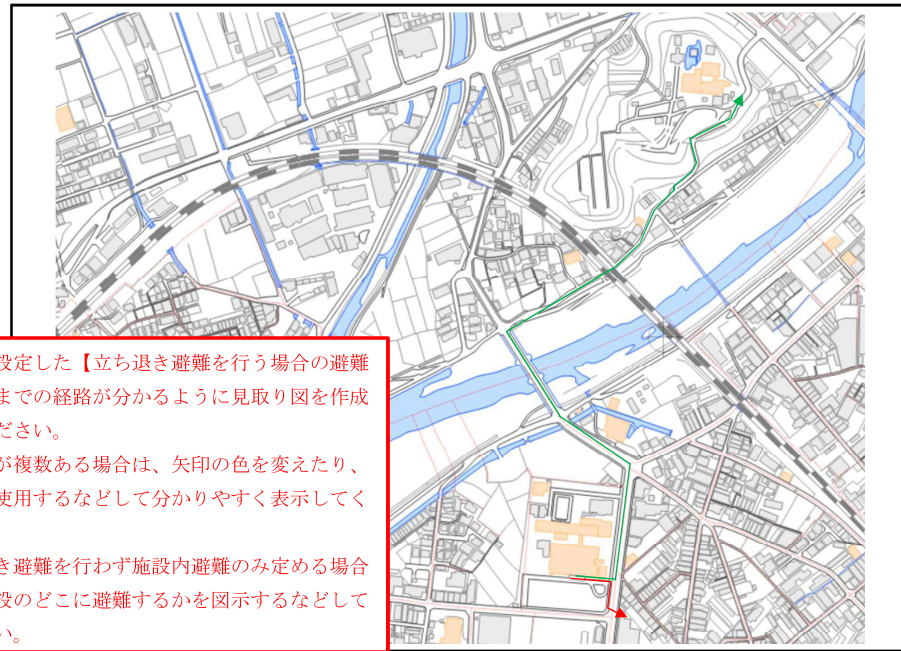 設定した【立ち退き避難を行う場合の避難
までの経路が分かるように見取り図を作成
ださい。
が複数ある場合は、矢印の色を変えたり、
使用するなどして分かりやすく表示してく
き避難を行わず施設内避難のみ定める場合
設のどこに避難するかを図示するなどして
い。